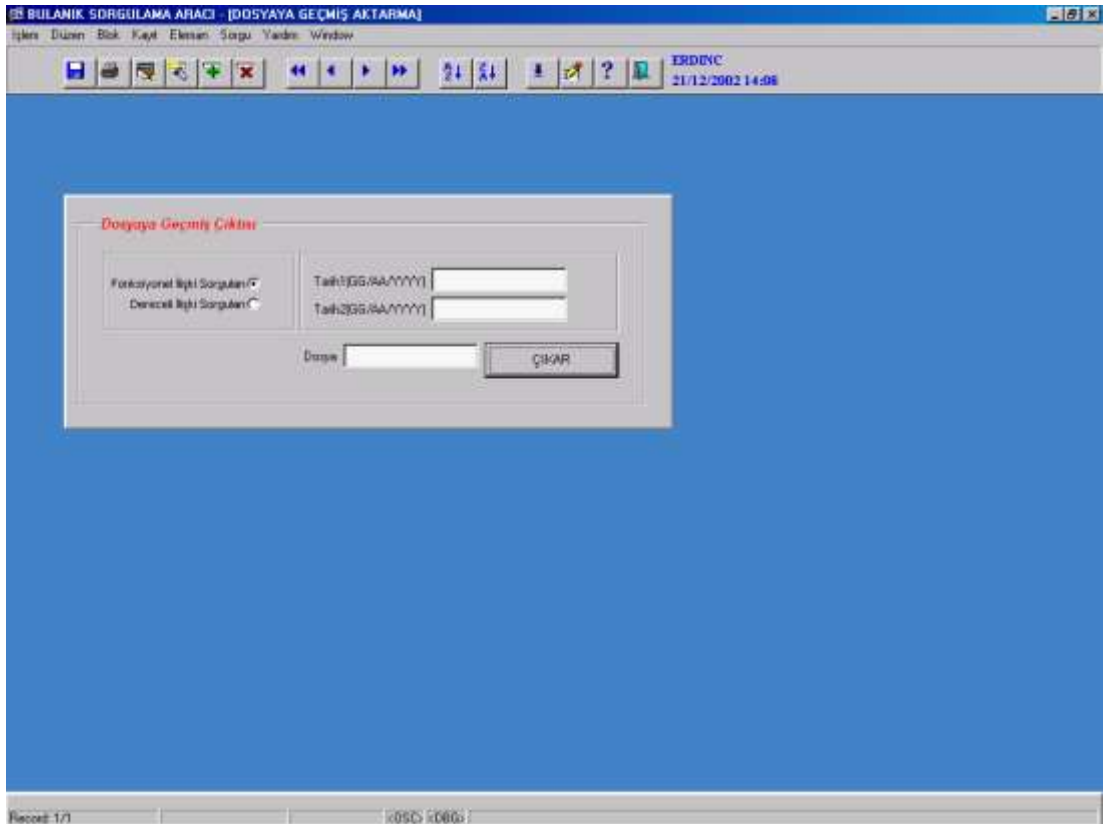 BULANIK SORGULAMA ARACI - [DOSYAYA GEÇMİŞ AKTARMA]
İşlem Düzen Blok Kayıt Eleman Sorgu Yardım Window
ERDINC
21/12/2002 14:08
Dosyaya Geçmiş Çıktısı
Fonksiyonel İlişki Sorguları
Dereceli İlişki Sorguları
Tarih1[GG/AA/YYYY]
Tarih2[GG/AA/YYYY]
Dosya
ÇIKAR
Record: 1/1 <OSC> <DBG>